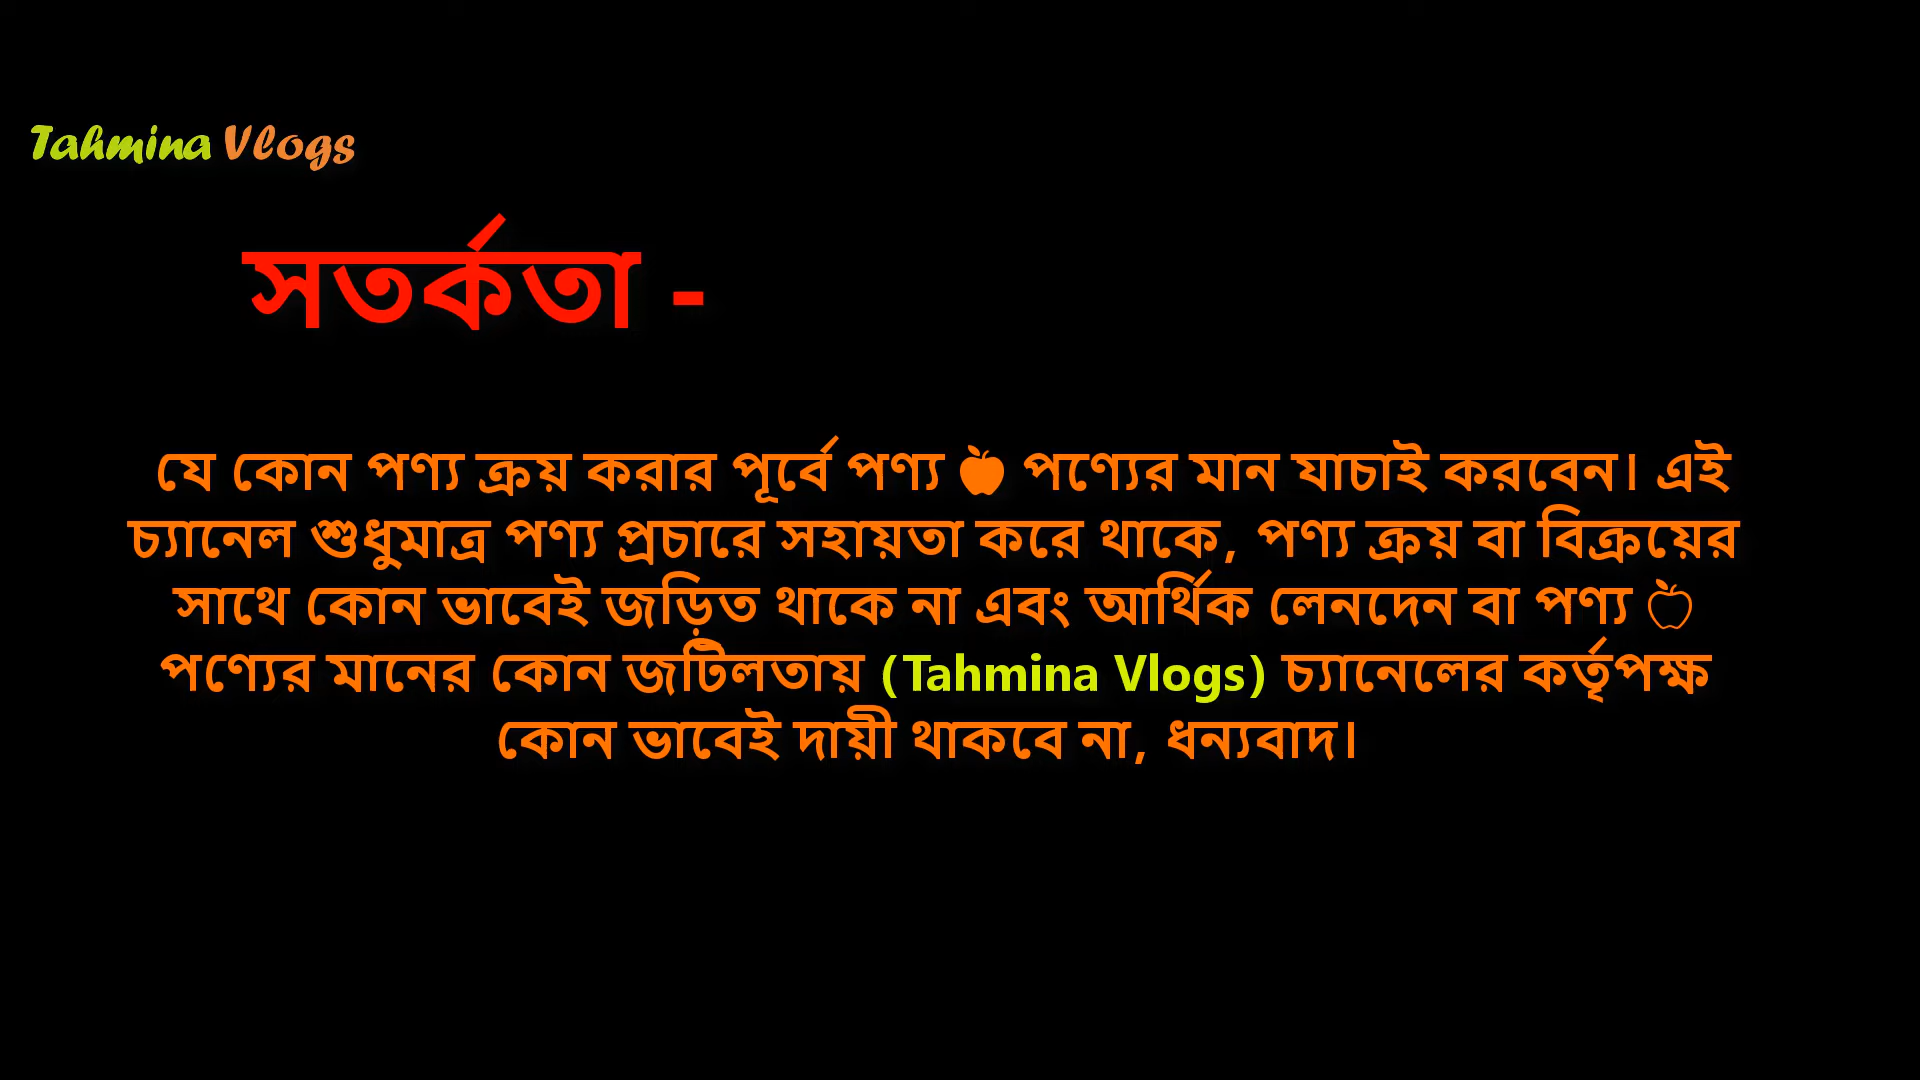 Tahmina Vlogs
সতর্কতা -
যে কোন পণ্য ক্রয় করার পূর্বে পণ্য 🍎 পণ্যের মান যাচাই করবেন। এই
চ্যানেল শুধুমাত্র পণ্য প্রচারে সহায়তা করে থাকে, পণ্য ক্রয় বা বিক্রয়ের
সাথে কোন ভাবেই জড়িত থাকে না এবং আর্থিক লেনদেন বা পণ্য 🍎
পণ্যের মানের কোন জটিলতায় (Tahmina Vlogs) চ্যানেলের কর্তৃপক্ষ
কোন ভাবেই দায়ী থাকবে না, ধন্যবাদ।